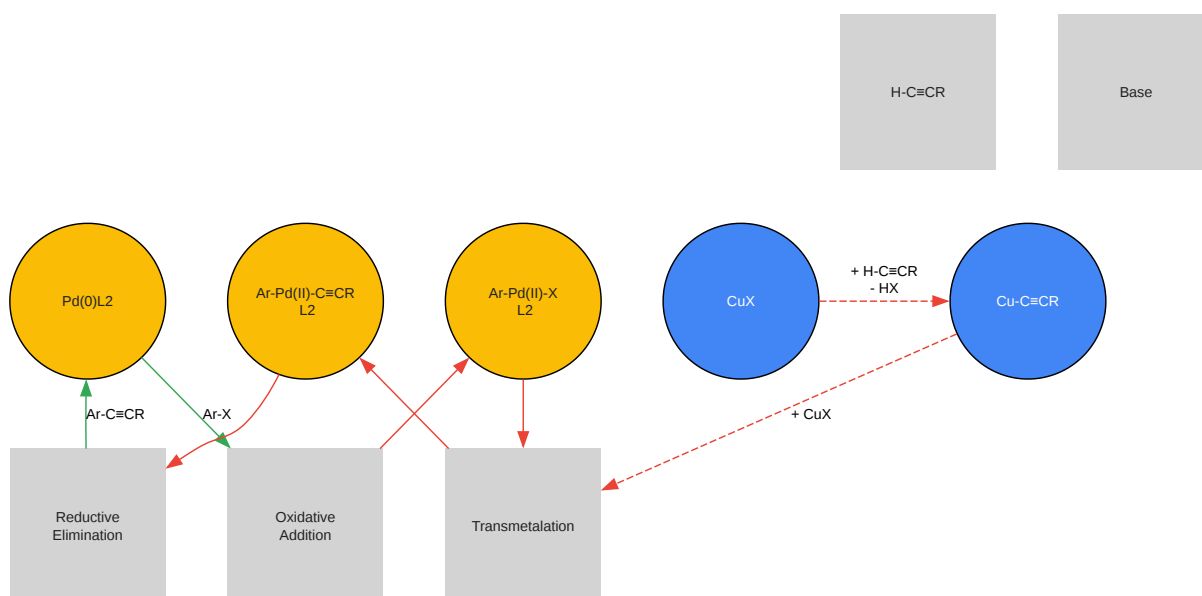 H-C≡CR
Base
Pd(0)L2
Ar-Pd(II)-C≡CR
L2
Ar-Pd(II)-X
L2
CuX
+ H-C≡CR
- HX
Cu-C≡CR
Ar-C≡CR
Ar-X
+ CuX
Reductive
Elimination
Oxidative
Addition
Transmetalation